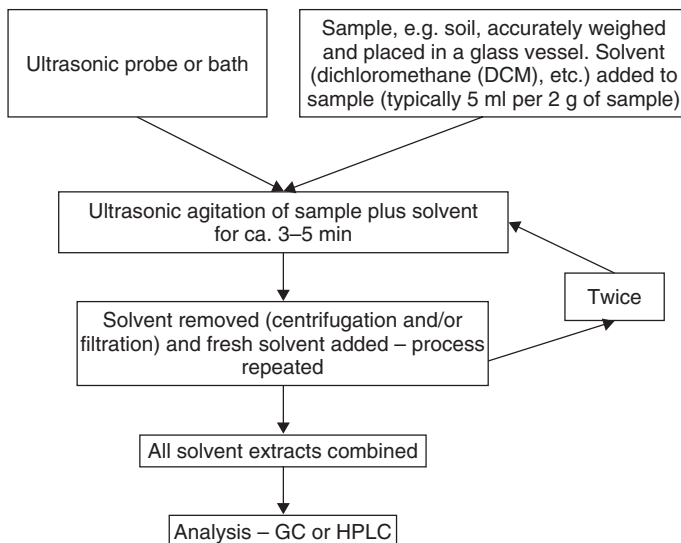 Ultrasonic probe or bath
Sample, e.g. soil, accurately weighed
and placed in a glass vessel. Solvent
(dichloromethane (DCM), etc.) added to
sample (typically 5 ml per 2 g of sample)
Ultrasonic agitation of sample plus solvent
for ca. 3–5 min
Twice
Solvent removed (centrifugation and/or
filtration) and fresh solvent added – process
repeated
All solvent extracts combined
Analysis – GC or HPLC